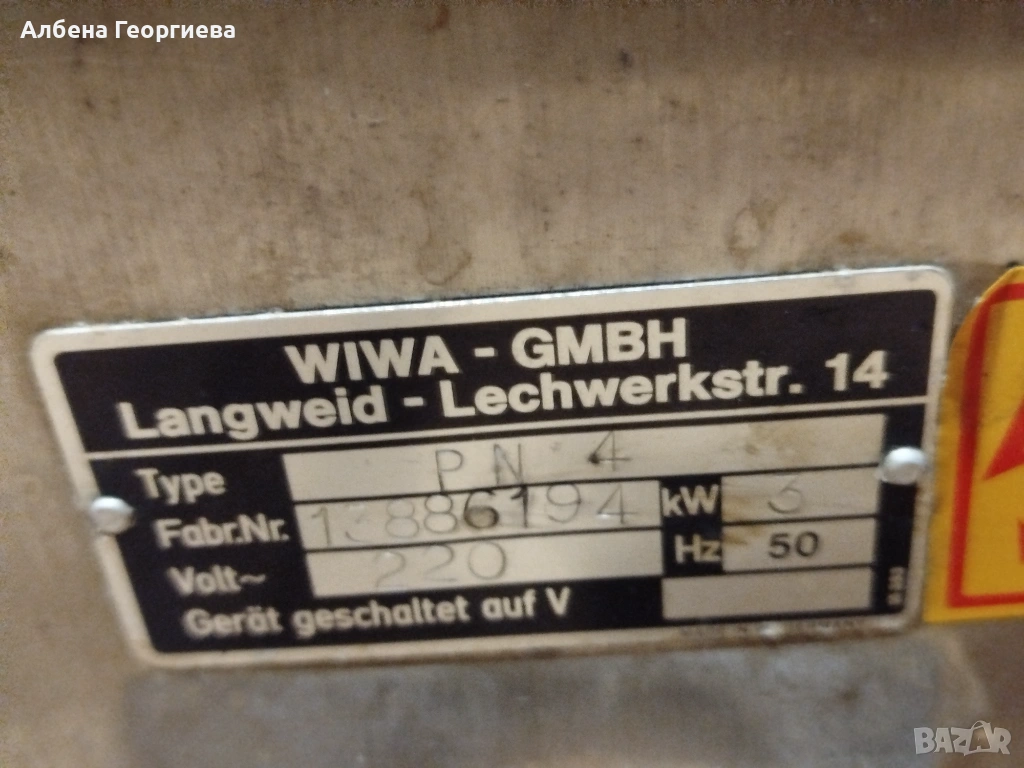 Албена Георгиева
WIWA - GMBH
Langweid - Lechwerkstr. 14
Type PN 4
Fabr.Nr. 13886194 kW 3
Volt~ 220 Hz 50
Gerät geschaltet auf V
BAZAR